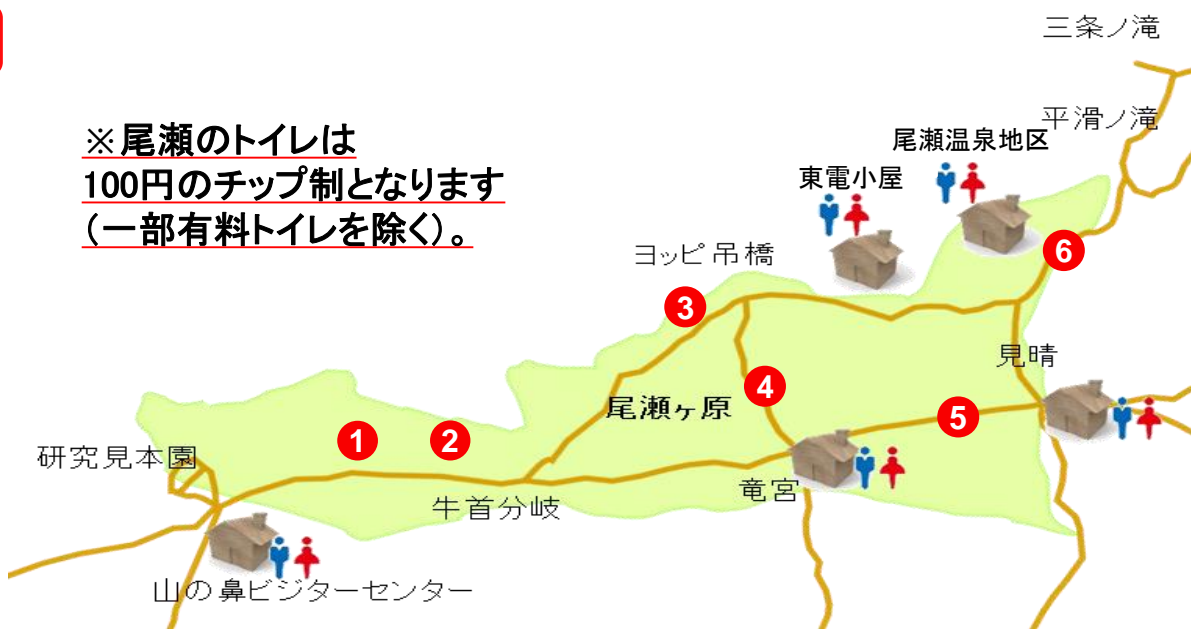 三条ノ滝
平滑ノ滝
※尾瀬のトイレは
100円のチップ制となります
（一部有料トイレを除く）。
尾瀬温泉地区
東電小屋
ヨッピ吊橋
6
3
見晴
4
尾瀬ヶ原
5
1
2
研究見本園
竜宮
牛首分岐
山の鼻ビジターセンター